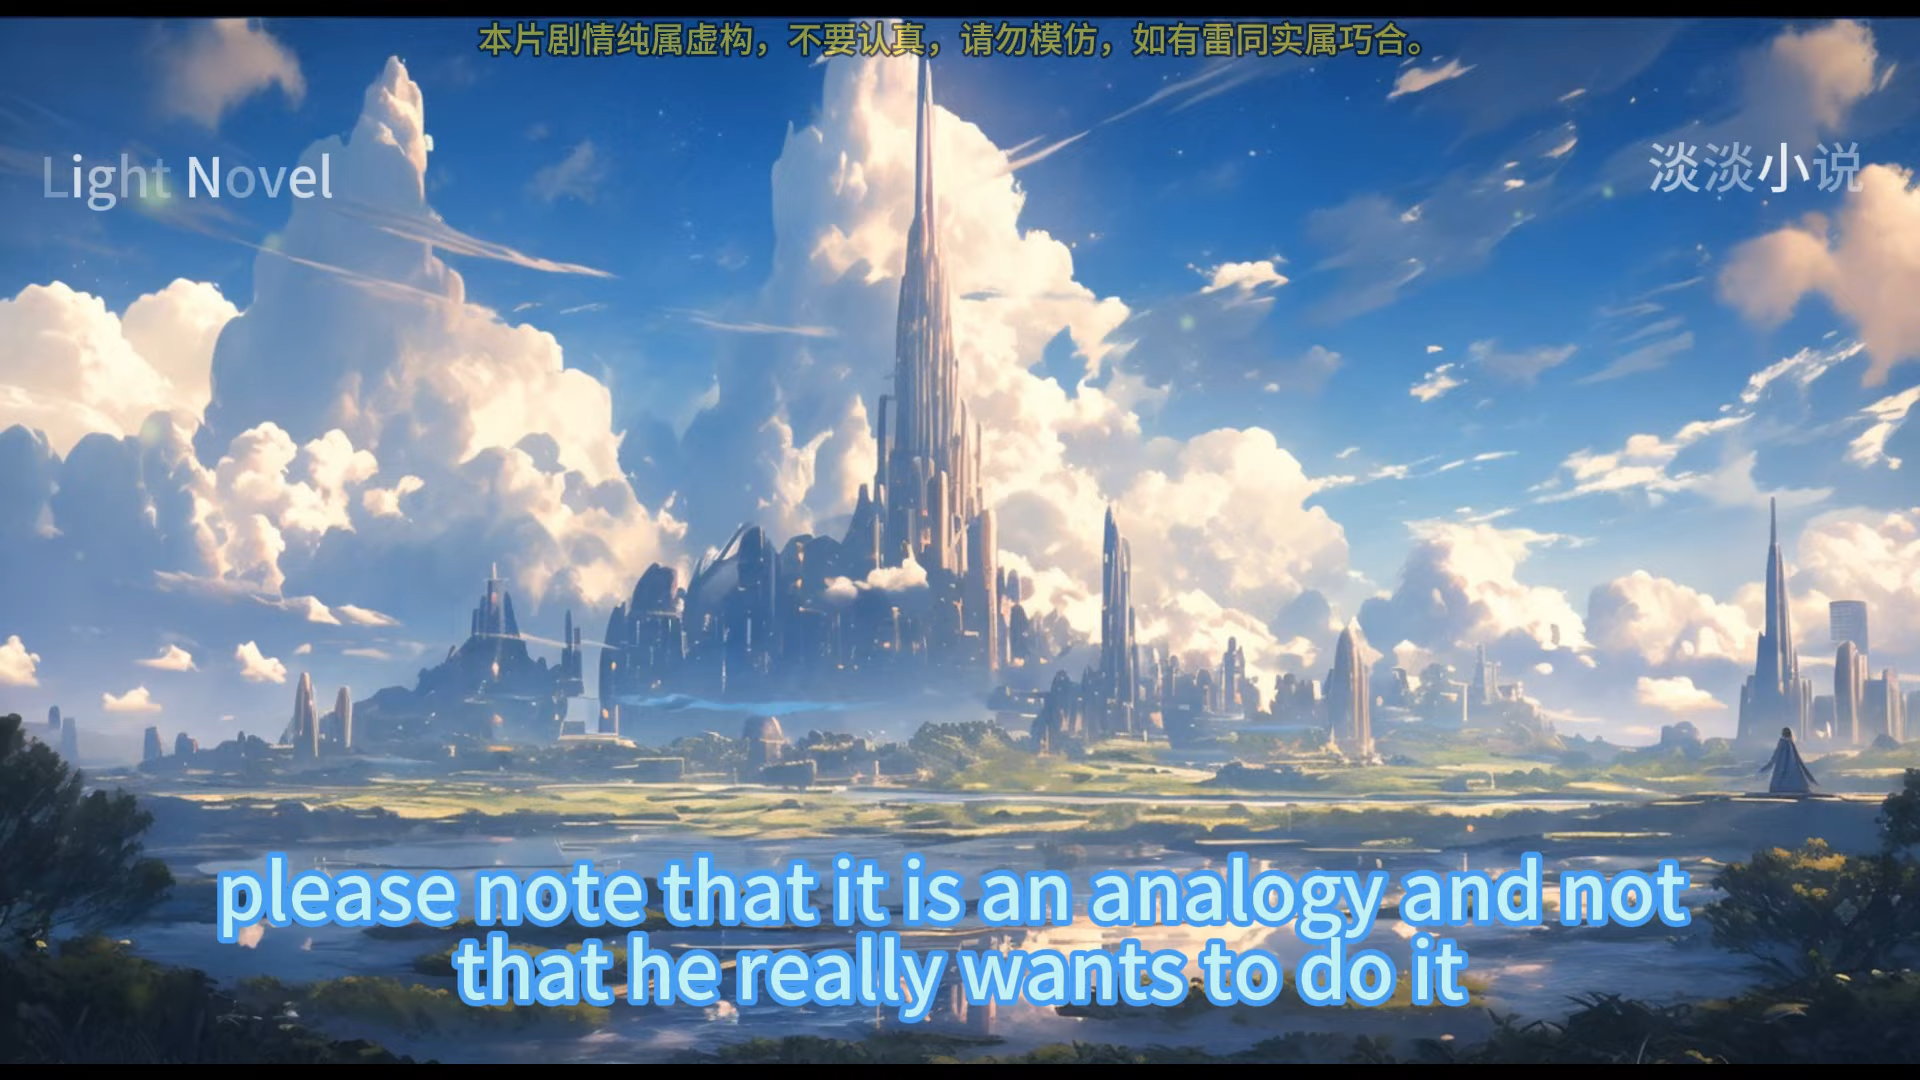 本片剧情纯属虚构，不要认真，请勿模仿，如有雷同实属巧合。
Light Novel
淡淡小说
please note that it is an analogy and not
that he really wants to do it